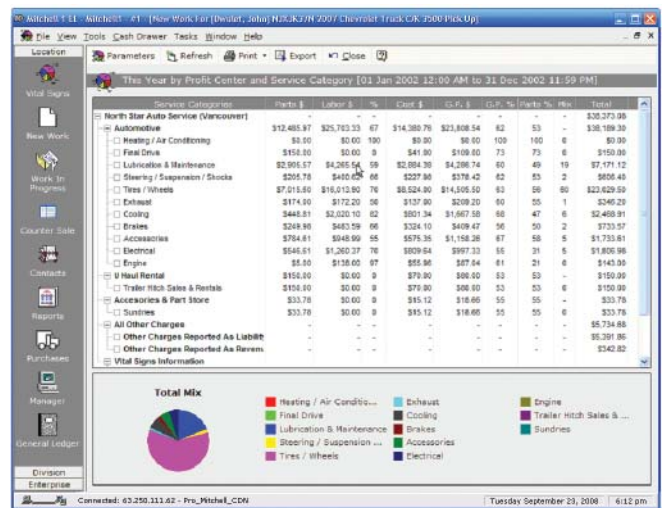 Mitchell 1 EL - Mitchell1 - #1 - [New Work For [Dwulet, John] NJXJK37N 2007 Chevrolet Truck C/K 3500 Pick Up]
File View Tools Cash Drawer Tasks Window Help
Location
Parameters Refresh Print Export Close
This Year by Profit Center and Service Category [01 Jan 2002 12:00 AM to 31 Dec 2002 11:59 PM]
Vital Signs
New Work
Work In Progress
Counter Sale
Contacts
Reports
Purchases
Manager
General Ledger
Division
Enterprise
Service Categories Parts $ Labor $ % Cost $ G.P. $ G.P. % Parts % Mix Total
North Star Auto Service (Vancouver) - - - - - - - - $38,373.08
Automotive $12,485.97 $25,703.33 67 $14,380.76 $23,808.54 62 53 - $38,189.30
Heating / Air Conditioning $0.00 $0.00 100 $0.00 $0.00 100 100 0 $0.00
Final Drive $150.00 $0.00 0 $41.00 $109.00 73 73 0 $150.00
Lubrication & Maintenance $2,905.57 $4,265.54 59 $2,884.38 $4,286.74 60 49 19 $7,171.12
Steering / Suspension / Shocks $205.78 $400.62 66 $227.98 $378.42 62 53 2 $606.40
Tires / Wheels $7,015.60 $16,013.90 70 $8,524.00 $14,505.50 63 56 60 $23,029.50
Exhaust $174.00 $172.20 50 $137.00 $209.20 60 55 1 $346.20
Cooling $448.81 $2,020.10 82 $801.34 $1,667.58 68 47 6 $2,468.91
Brakes $249.98 $483.59 66 $324.10 $409.47 56 50 2 $733.57
Accessories $784.61 $948.99 55 $575.35 $1,158.26 67 58 5 $1,733.61
Electrical $546.61 $1,260.37 70 $809.64 $997.33 55 31 5 $1,806.98
Engine $5.00 $138.00 97 $55.96 $87.04 61 21 0 $143.00
U Haul Rental $150.00 $0.00 0 $70.00 $80.00 53 53 - $150.00
Trailer Hitch Sales & Rentals $150.00 $0.00 0 $70.00 $80.00 53 53 0 $150.00
Accesories & Part Store $33.78 $0.00 0 $15.12 $18.66 55 55 - $33.78
Sundries $33.78 $0.00 0 $15.12 $18.66 55 55 0 $33.78
All Other Charges - - - - - - - - $5,734.68
Other Charges Reported As Liabilit - - - - - - - - $5,391.86
Other Charges Reported As Reven - - - - - - - - $342.82
Vital Signs Information
Total Mix
Heating / Air Conditio... Exhaust Engine
Final Drive Cooling Trailer Hitch Sales & ...
Lubrication & Maintenance Brakes Sundries
Steering / Suspension ... Accessories
Tires / Wheels Electrical
Connected: 63.250.111.62 - Pro_Mitchell_CDN Tuesday September 23, 2008 6:12 pm